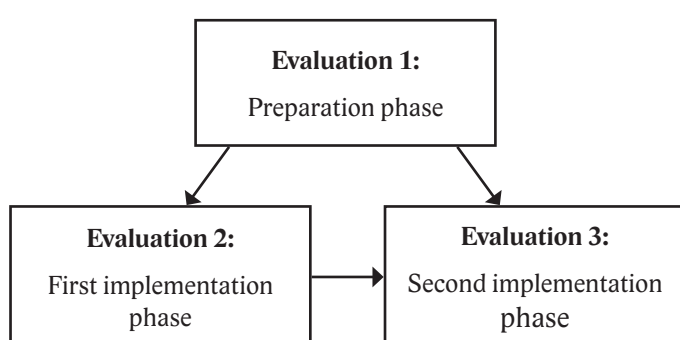 Evaluation 1:
Preparation phase
Evaluation 2:
First implementation
phase
Evaluation 3:
Second implementation
phase